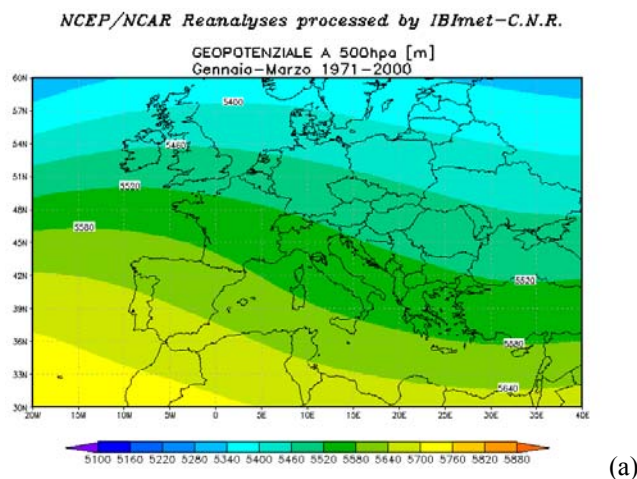 NCEP/NCAR Reanalyses processed by IBImet-C.N.R.
GEOPOTENZIALE A 500hpa [m]
Gennaio-Marzo 1971-2000
60N
57N
54N
51N
48N
45N
42N
39N
36N
33N
30N
5400
5460
5520
5580
5520
5580
5640
20W 15W 10W 5W 0 5E 10E 15E 20E 25E 30E 35E 40E
5100 5160 5220 5280 5340 5400 5460 5520 5580 5640 5700 5760 5820 5880
(a)